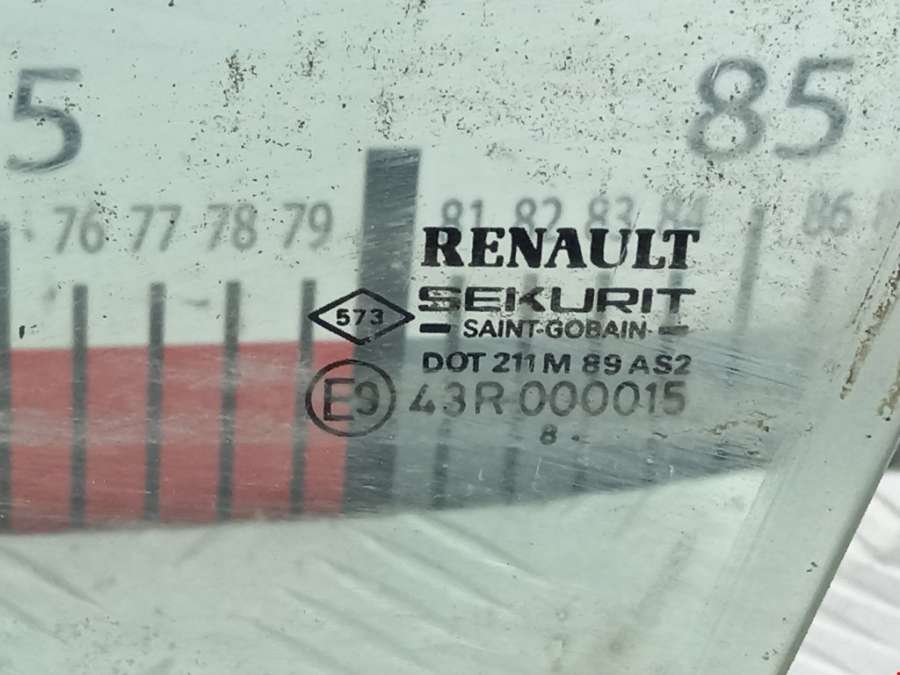 5 85
76 77 78 79 81 82 83 84 86
RENAULT
573 SEKURIT
SAINT-GOBAIN
DOT 211 M 89 AS2
E9 43R 000015
8